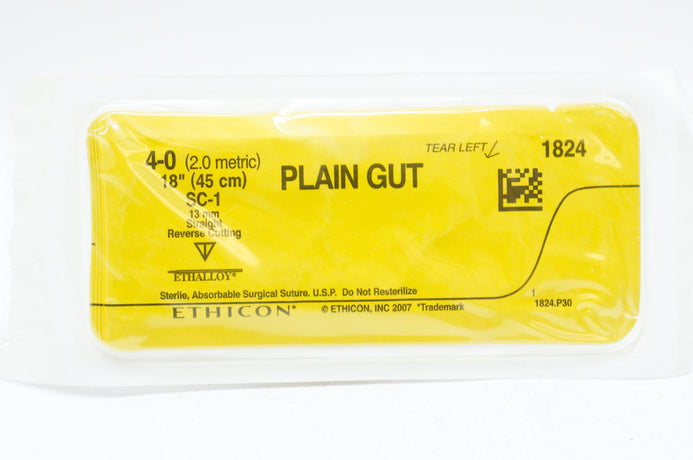 4-0 (2.0 metric)
18" (45 cm)
SC-1
13 mm
Straight
Reverse Cutting
ETHALLOY*
PLAIN GUT
TEAR LEFT
1824
Sterile, Absorbable Surgical Suture. U.S.P. Do Not Resterilize
ETHICON* © ETHICON, INC 2007 *Trademark
1
1824.P30